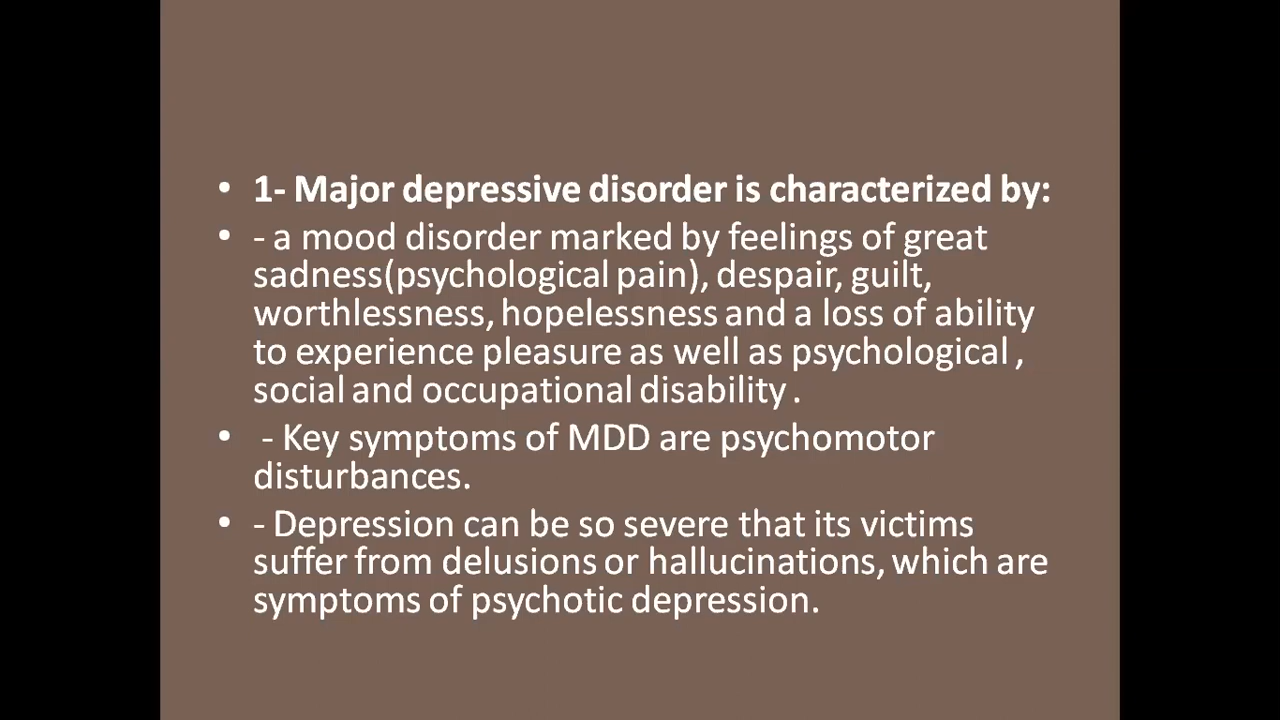 • 1- Major depressive disorder is characterized by:
• - a mood disorder marked by feelings of great
sadness(psychological pain), despair, guilt,
worthlessness, hopelessness and a loss of ability
to experience pleasure as well as psychological ,
social and occupational disability .
• - Key symptoms of MDD are psychomotor
disturbances.
• - Depression can be so severe that its victims
suffer from delusions or hallucinations, which are
symptoms of psychotic depression.